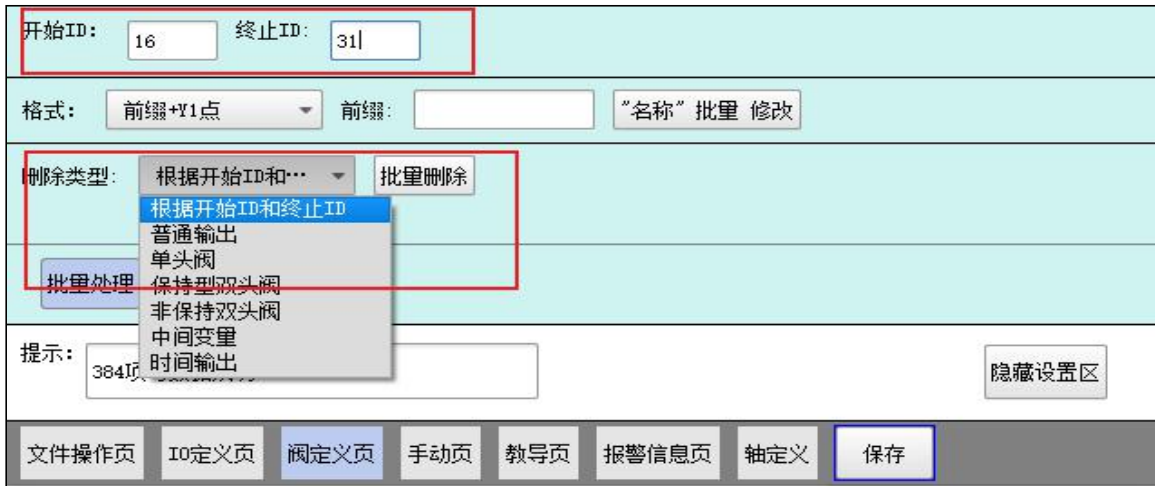 开始ID: 16 终止ID: 31
格式: 前缀+Y1点 前缀: "名称" 批量 修改
删除类型: 根据开始ID和… 批量删除
根据开始ID和终止ID
普通输出
单头阀
批量处理 保持型双头阀
非保持双头阀
中间变量
时间输出
提示: 384项 隐藏设置区
文件操作页 IO定义页 阀定义页 手动页 教导页 报警信息页 轴定义 保存